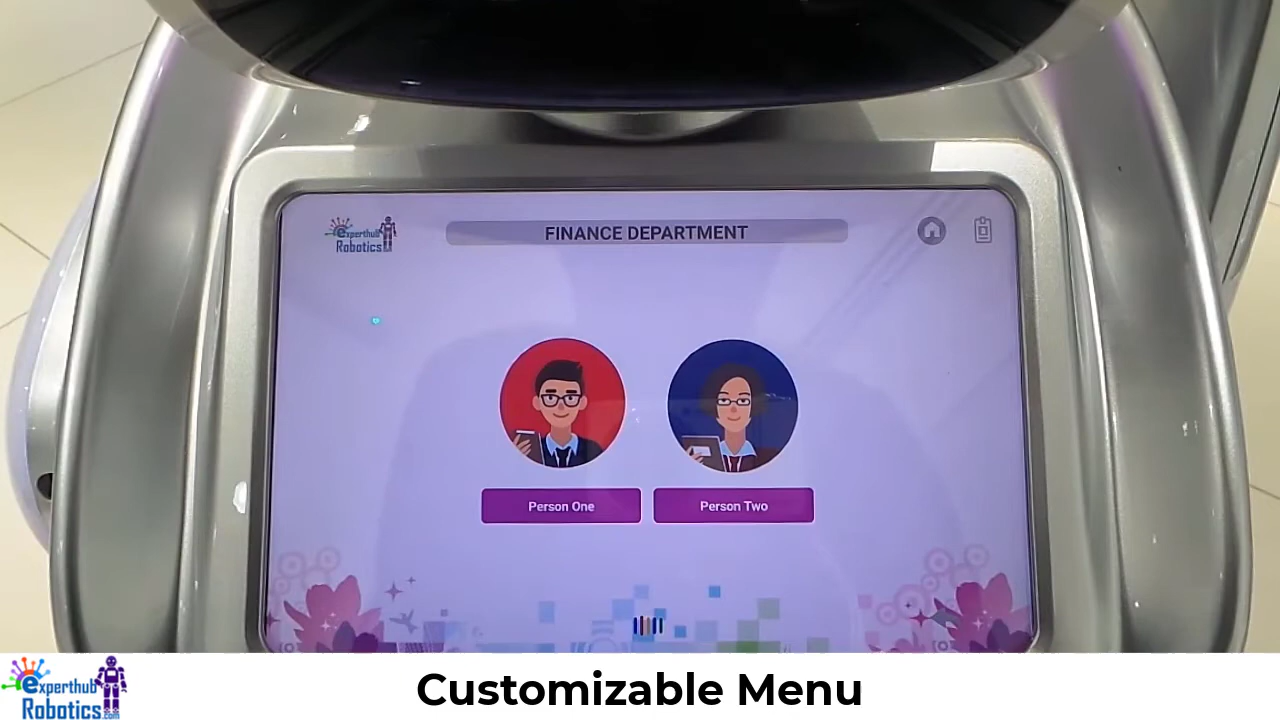 experthub
Robotics
FINANCE DEPARTMENT
Person One
Person Two
experthub
Robotics.com
Customizable Menu